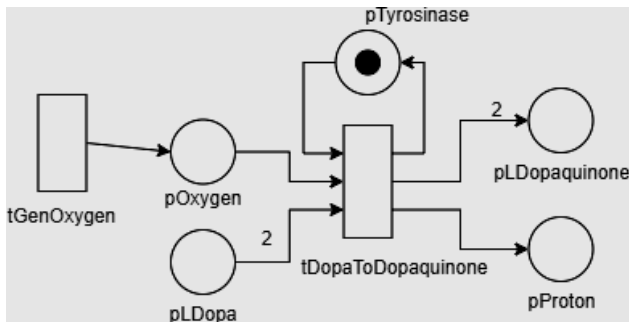 pTyrosinase
2
pLDopaquinone
pOxygen
tGenOxygen
2
tDopaToDopaquinone
pProton
pLDopa